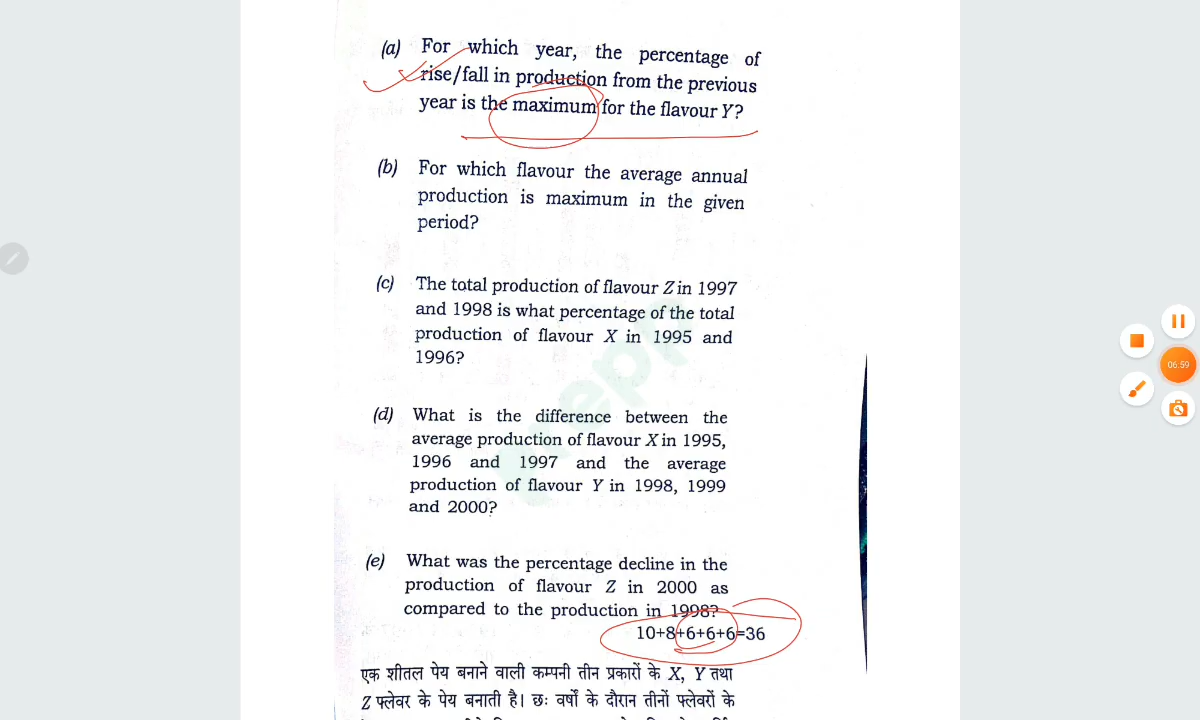 (a) For which year, the percentage of
rise/fall in production from the previous
year is the maximum for the flavour Y?
(b) For which flavour the average annual
production is maximum in the given
period?
(c) The total production of flavour Z in 1997
and 1998 is what percentage of the total
production of flavour X in 1995 and
1996?
(d) What is the difference between the
average production of flavour X in 1995,
1996 and 1997 and the average
production of flavour Y in 1998, 1999
and 2000?
(e) What was the percentage decline in the
production of flavour Z in 2000 as
compared to the production in 1998?
10+8+6+6+6=36
एक शीतल पेय बनाने वाली कम्पनी तीन प्रकारों के X, Y तथा
Z फ्लेवर के पेय बनाती है। छः वर्षों के दौरान तीनों फ्लेवरों के
06:59